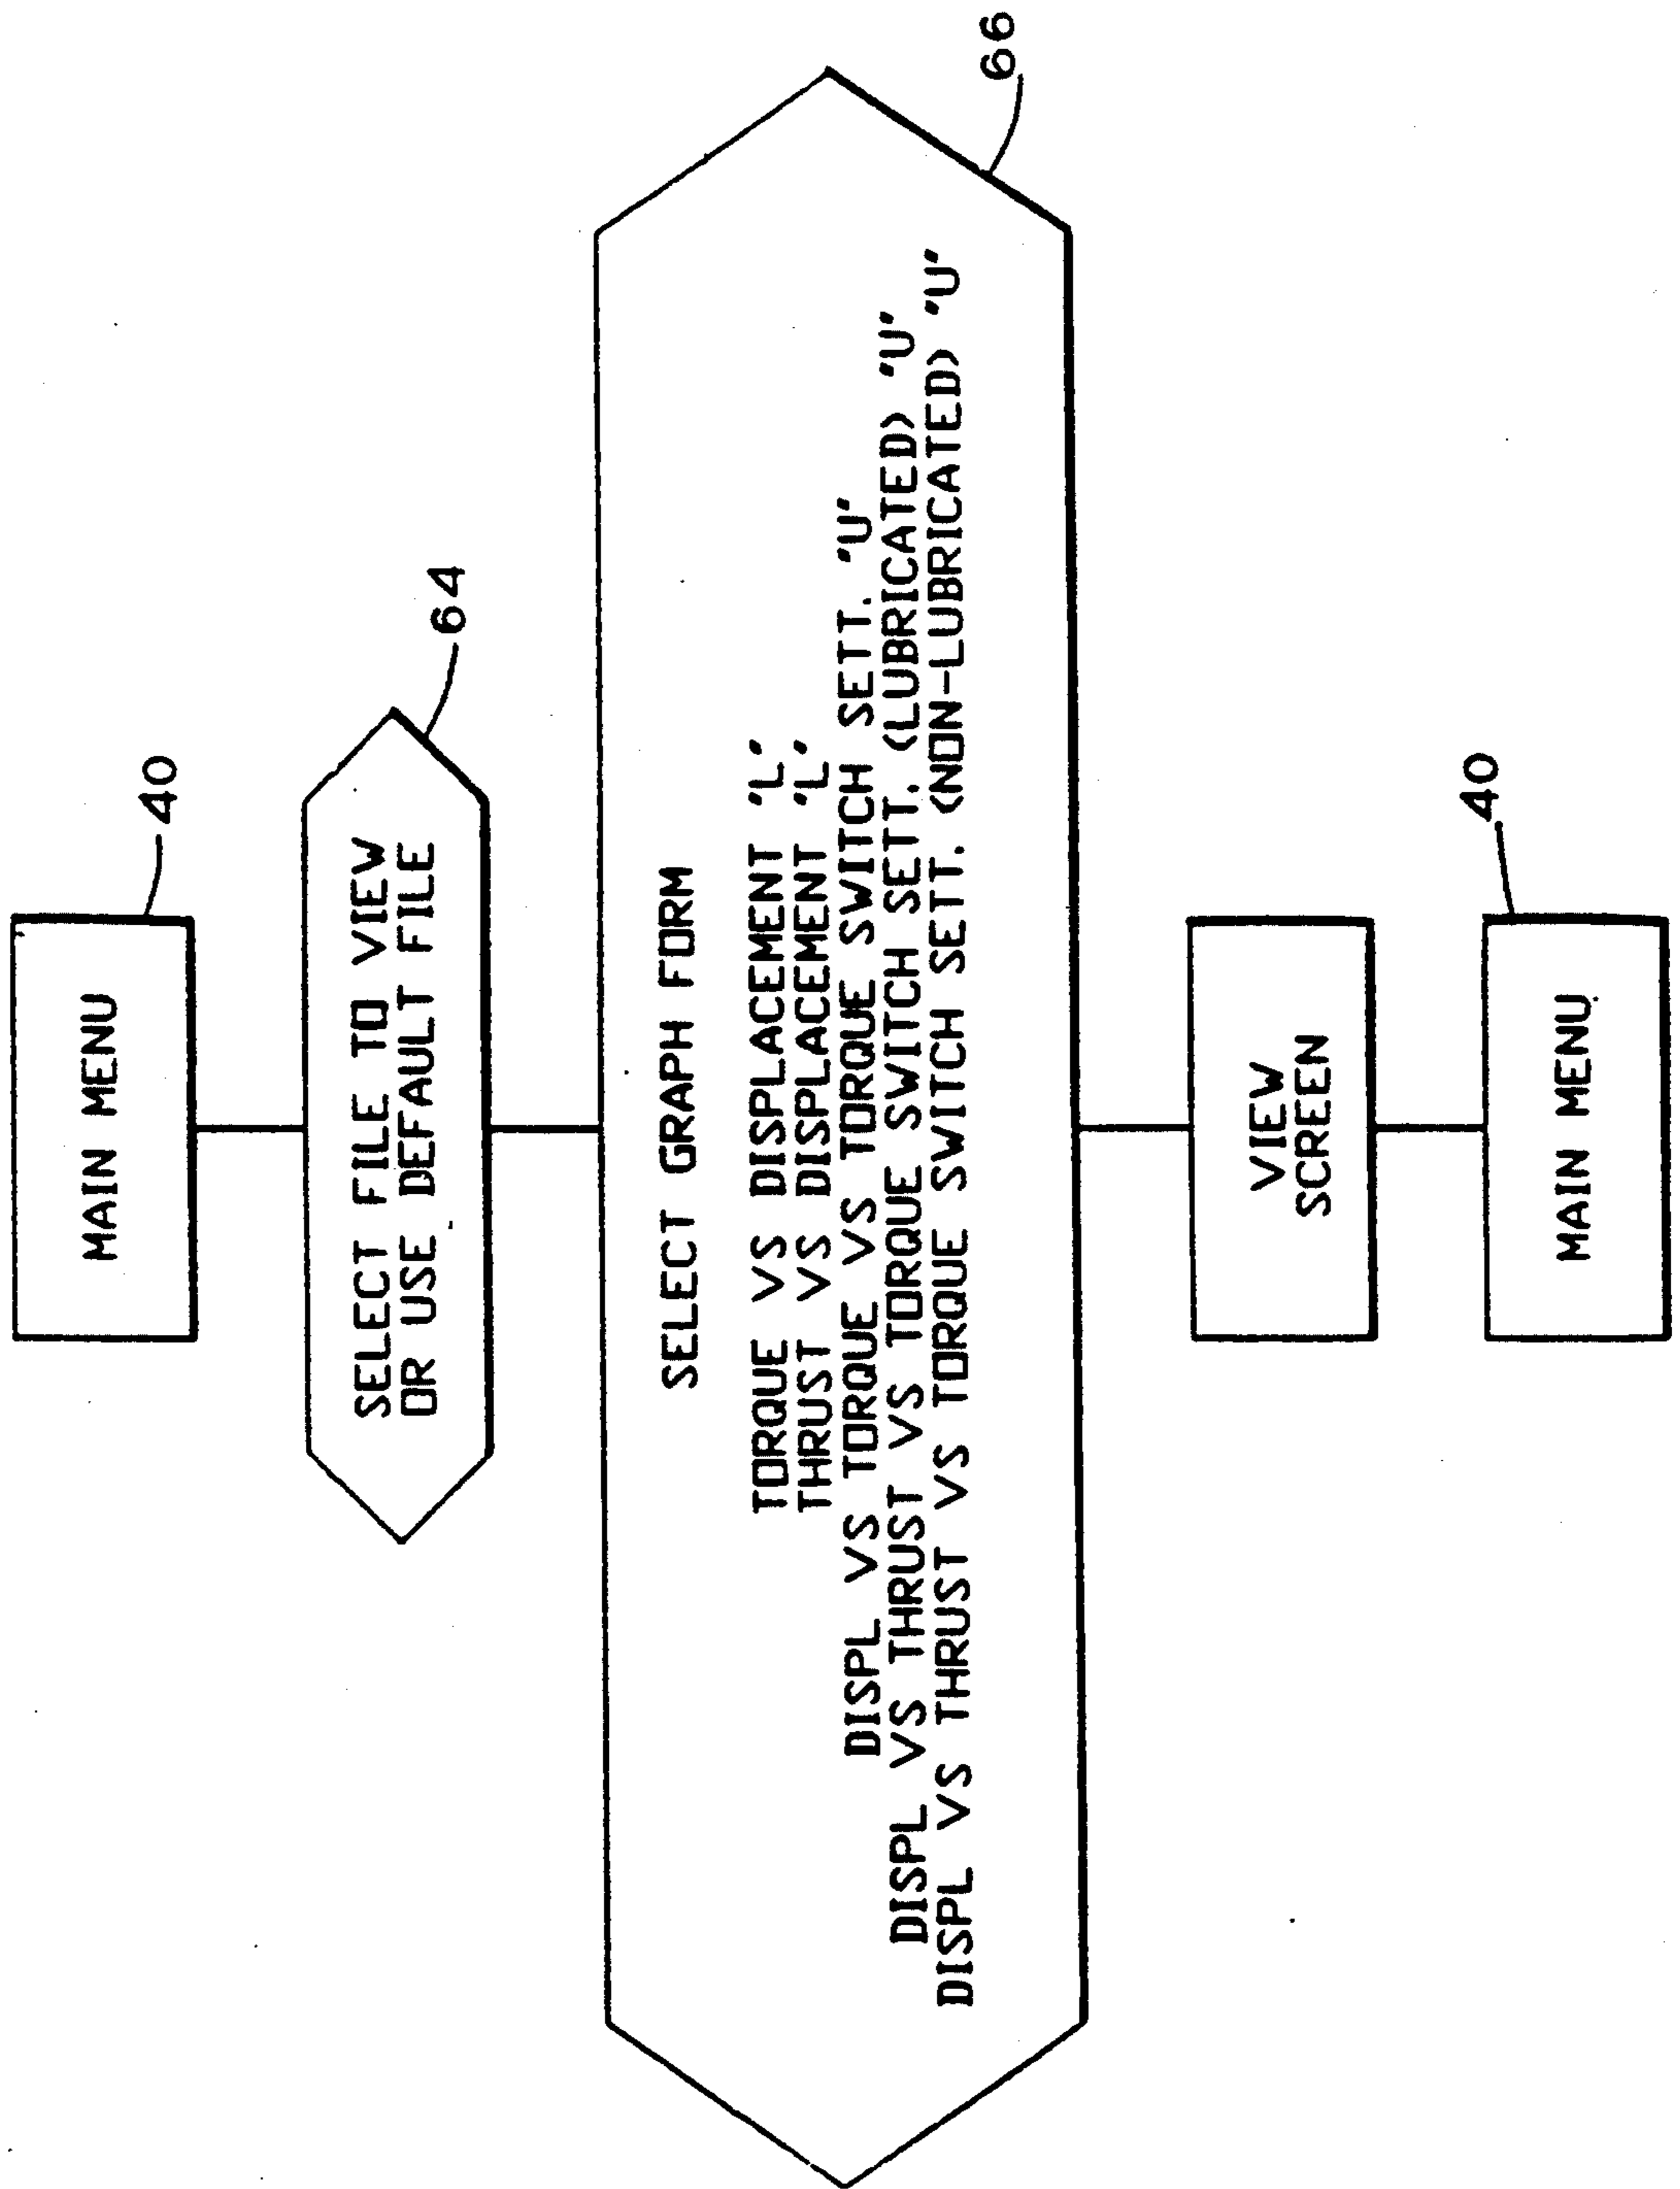 MAIN MENU
40
SELECT FILE TO VIEW
OR USE DEFAULT FILE
64
SELECT GRAPH FORM
TORQUE VS DISPLACEMENT 'L'
THRUST VS DISPLACEMENT 'L'
DISPL VS TORQUE VS TORQUE SWITCH SETT. 'U'
DISPL VS THRUST VS TORQUE SWITCH SETT. (LUBRICATED) 'U'
DISPL VS THRUST VS TORQUE SWITCH SETT. (NON-LUBRICATED) 'U'
66
VIEW
SCREEN
MAIN MENU
40